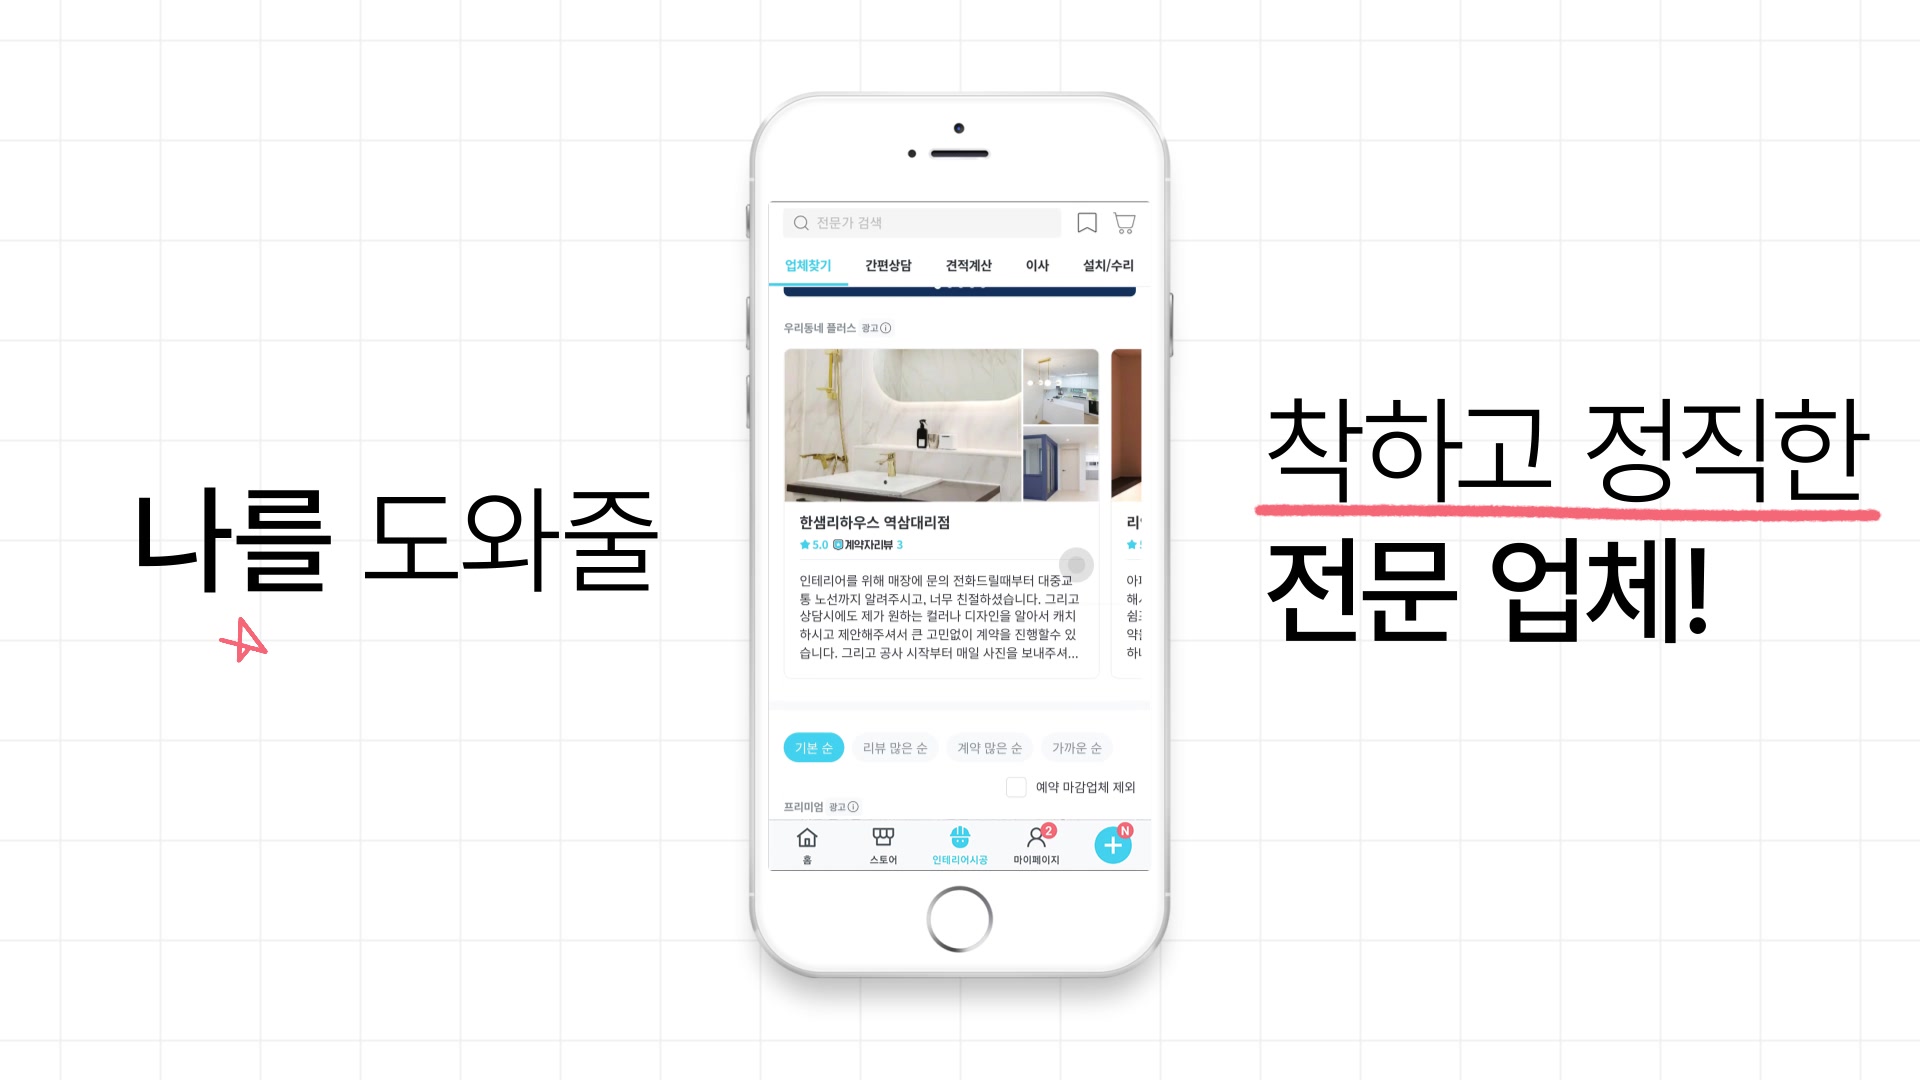 나를 도와줄
착하고 정직한
전문 업체!
전문가 검색
업체찾기 간편상담 견적계산 이사 설치/수리
우리동네 플러스 광고
한샘리하우스 역삼대리점
5.0 계약자리뷰 3
인테리어를 위해 매장에 문의 전화드릴때부터 대중교
통 노선까지 알려주시고, 너무 친절하셨습니다. 그리고
상담시에도 제가 원하는 컬러나 디자인을 알아서 캐치
하시고 제안해주셔서 큰 고민없이 계약을 진행할수 있
습니다. 그리고 공사 시작부터 매일 사진을 보내주셔...
기본 순 리뷰 많은 순 계약 많은 순 가까운 순
예약 마감업체 제외
프리미엄 광고
2 N
홈 스토어 인테리어시공 마이페이지